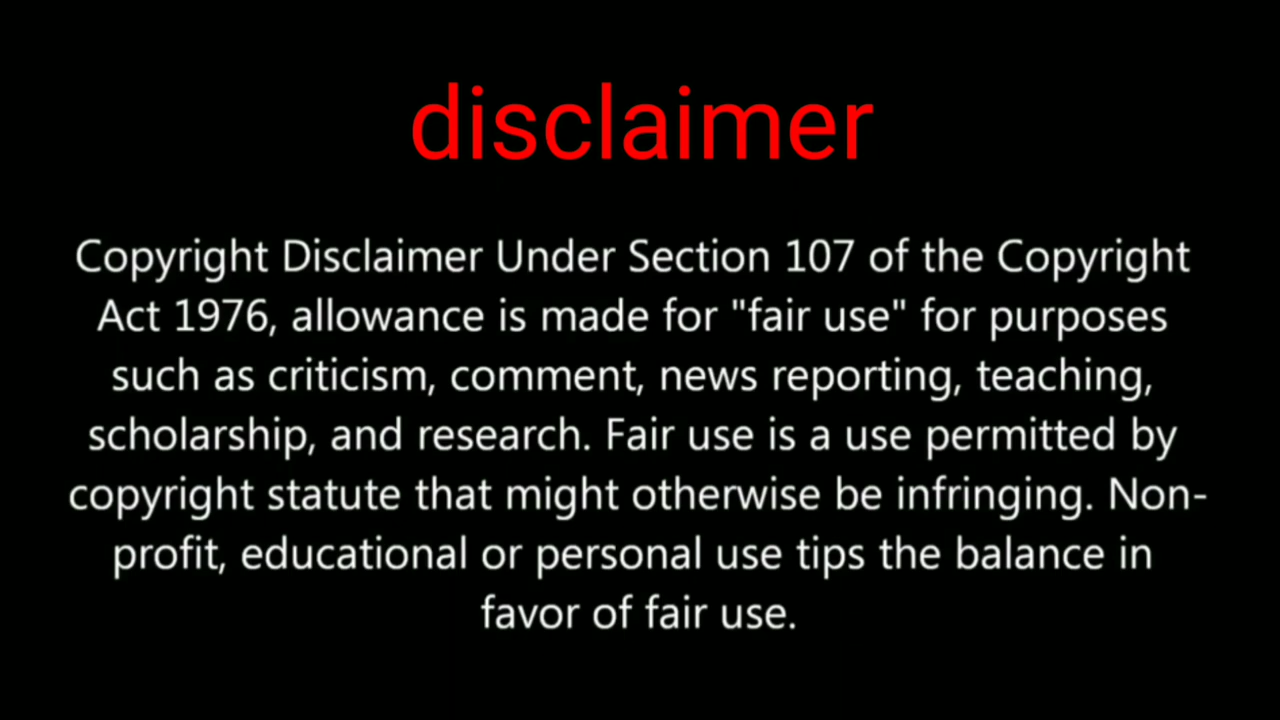 disclaimer
Copyright Disclaimer Under Section 107 of the Copyright
Act 1976, allowance is made for "fair use" for purposes
such as criticism, comment, news reporting, teaching,
scholarship, and research. Fair use is a use permitted by
copyright statute that might otherwise be infringing. Non-
profit, educational or personal use tips the balance in
favor of fair use.